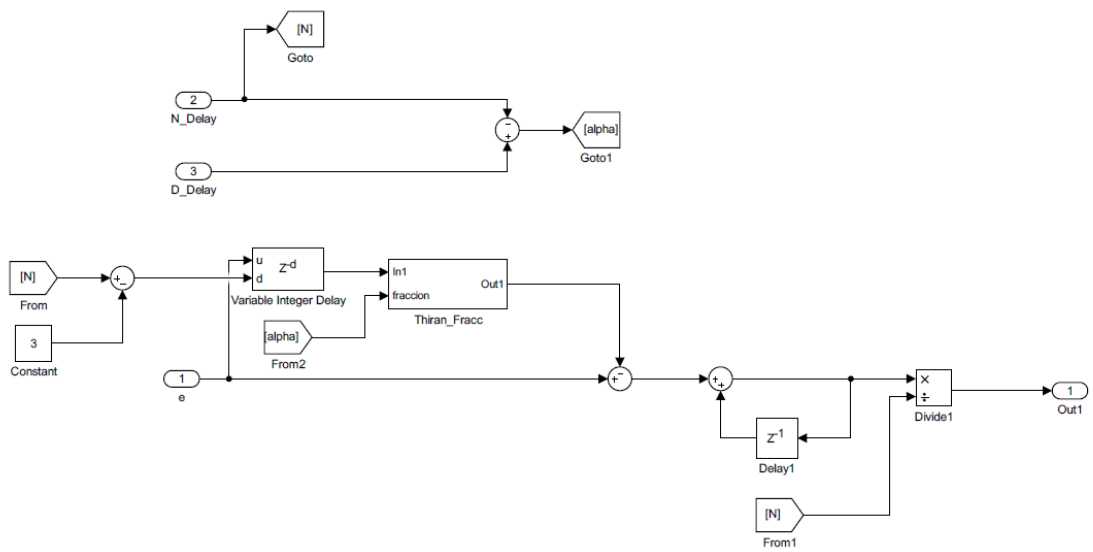 [N]
Goto
2
N_Delay
−
+
[alpha]
Goto1
3
D_Delay
[N]
From
+
−
3
Constant
u
d
Z-d
Variable Integer Delay
In1
fraccion
Out1
Thiran_Fracc
[alpha]
From2
1
e
+
−
+
+
Z-1
Delay1
×
÷
Divide1
1
Out1
[N]
From1